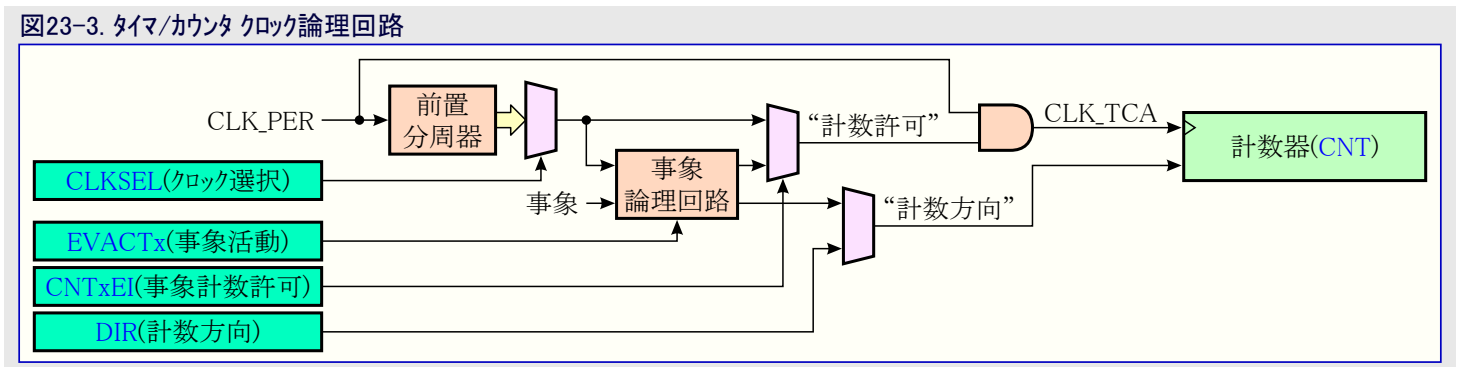 図23-3. タイマ/カウンタ クロック論理回路
CLK_PER
前置
分周器
"計数許可"
CLK_TCA
計数器(CNT)
CLKSEL(クロック選択)
事象
事象
論理回路
"計数方向"
EVACTx(事象活動)
CNTxEI(事象計数許可)
DIR(計数方向)